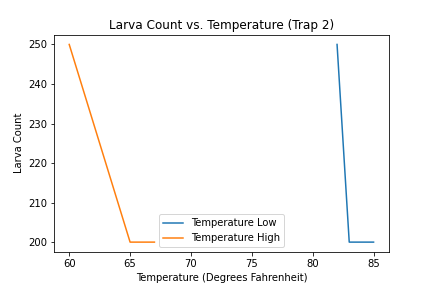 Larva Count vs. Temperature (Trap 2)
250
240
230
220
210
200
Larva Count
Temperature Low
Temperature High
60 65 70 75 80 85
Temperature (Degrees Fahrenheit)